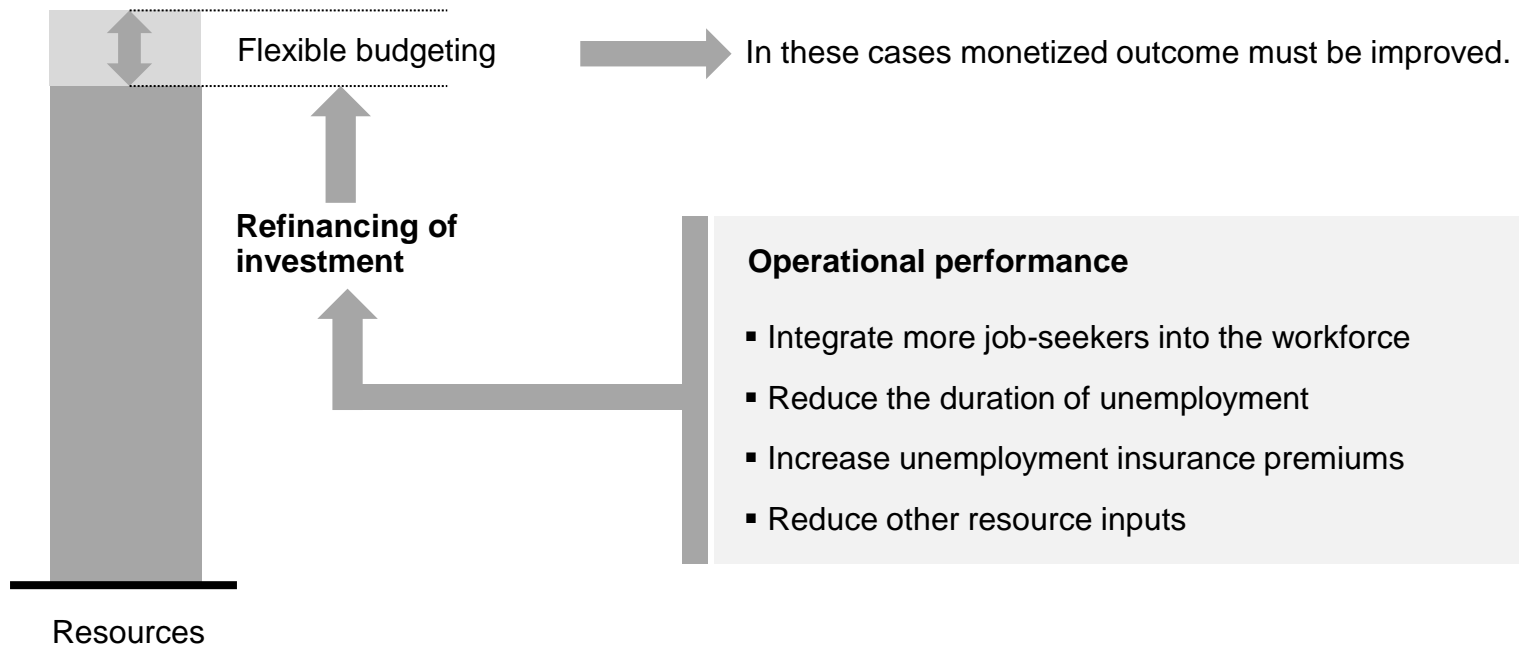 Flexible budgeting
In these cases monetized outcome must be improved.
Refinancing of
investment
Operational performance
▪ Integrate more job-seekers into the workforce
▪ Reduce the duration of unemployment
▪ Increase unemployment insurance premiums
▪ Reduce other resource inputs
Resources